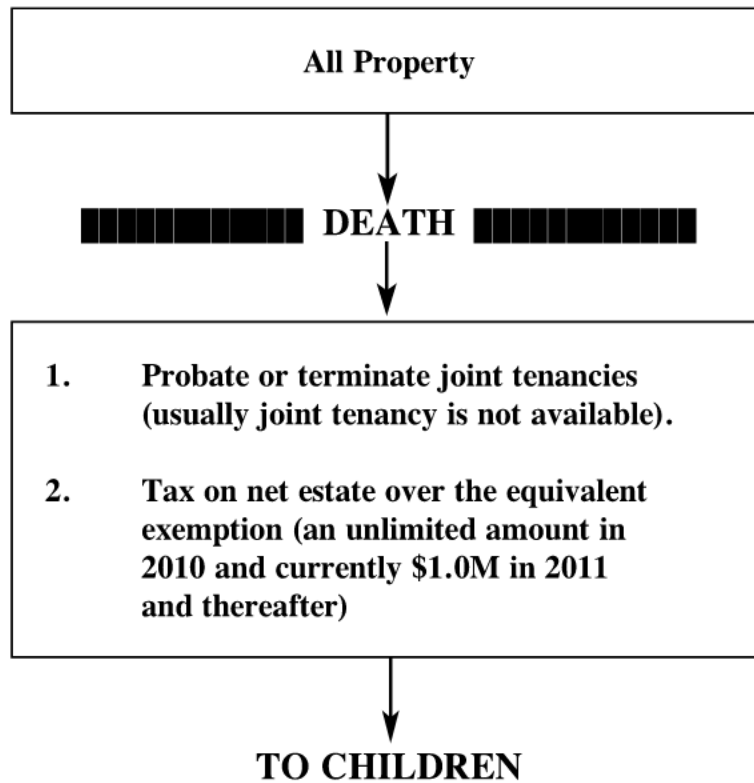 All Property
DEATH
1. Probate or terminate joint tenancies
(usually joint tenancy is not available).
2. Tax on net estate over the equivalent
exemption (an unlimited amount in
2010 and currently $1.0M in 2011
and thereafter)
TO CHILDREN